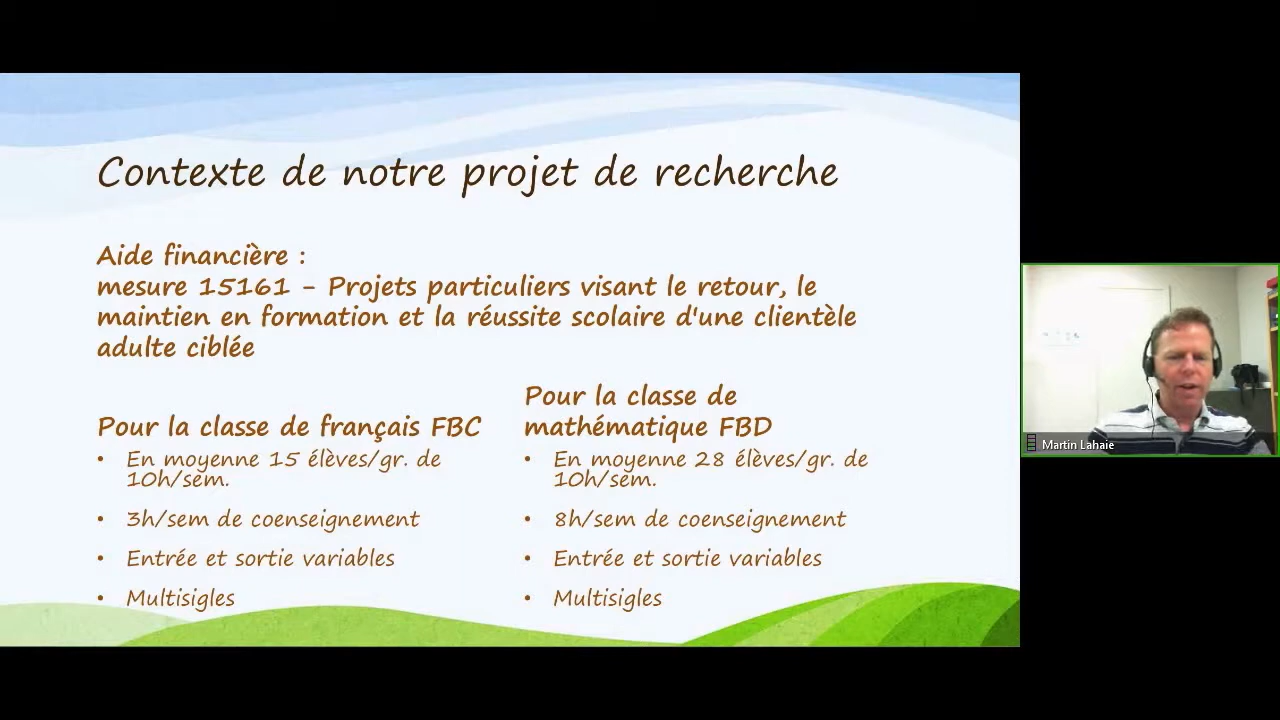 Contexte de notre projet de recherche
Aide financière :
mesure 15161 - Projets particuliers visant le retour, le
maintien en formation et la réussite scolaire d'une clientèle
adulte ciblée
Pour la classe de français FBC
• En moyenne 15 élèves/gr. de
10h/sem.
• 3h/sem de coenseignement
• Entrée et sortie variables
• Multisigles
Pour la classe de
mathématique FBD
• En moyenne 28 élèves/gr. de
10h/sem.
• 8h/sem de coenseignement
• Entrée et sortie variables
• Multisigles
Martin Lahaie